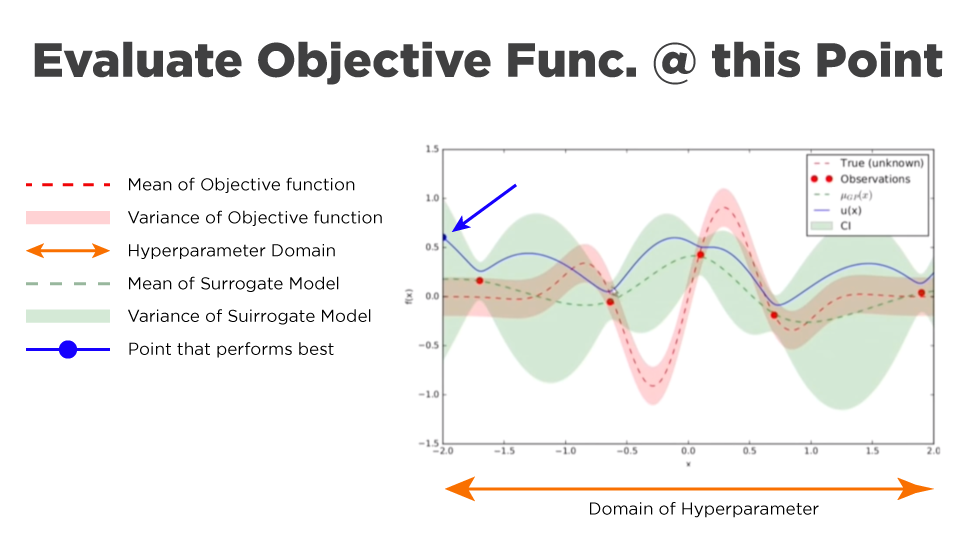 Evaluate Objective Func. @ this Point
Mean of Objective function
Variance of Objective function
Hyperparameter Domain
Mean of Surrogate Model
Variance of Suirrogate Model
Point that performs best
1.5
1.0
0.5
0.0
−0.5
−1.0
−1.5
f(x)
True (unknown)
Observations
μGP(x)
u(x)
CI
−2.0 −1.5 −1.0 −0.5 0.0 0.5 1.0 1.5 2.0
x
Domain of Hyperparameter